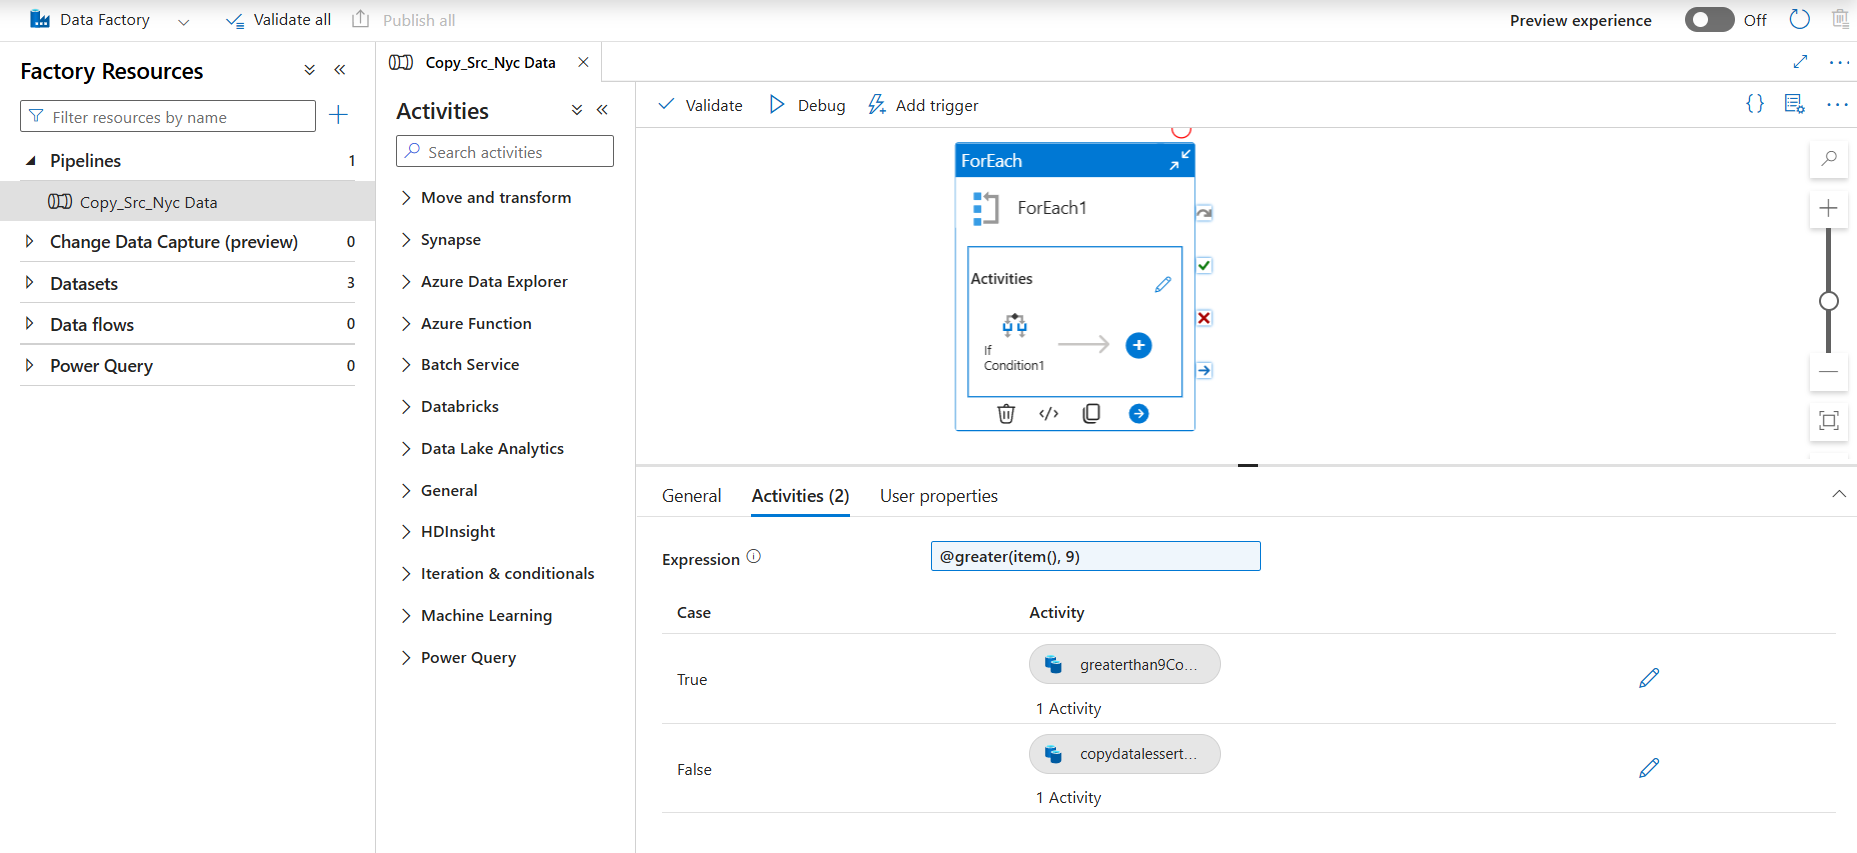 Data Factory
Validate all
Publish all
Preview experience
Off
Factory Resources
Filter resources by name
Pipelines 1
Copy_Src_Nyc Data
Change Data Capture (preview) 0
Datasets 3
Data flows 0
Power Query 0
Copy_Src_Nyc Data
Activities
Search activities
Move and transform
Synapse
Azure Data Explorer
Azure Function
Batch Service
Databricks
Data Lake Analytics
General
HDInsight
Iteration & conditionals
Machine Learning
Power Query
Validate
Debug
Add trigger
ForEach
ForEach1
Activities
If
Condition1
General
Activities (2)
User properties
Expression
@greater(item(), 9)
Case Activity
True
greaterthan9Co...
1 Activity
False
copydatalessert...
1 Activity